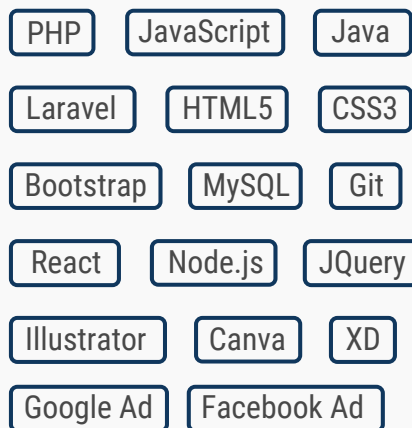 PHP JavaScript Java
Laravel HTML5 CSS3
Bootstrap MySQL Git
React Node.js JQuery
Illustrator Canva XD
Google Ad Facebook Ad